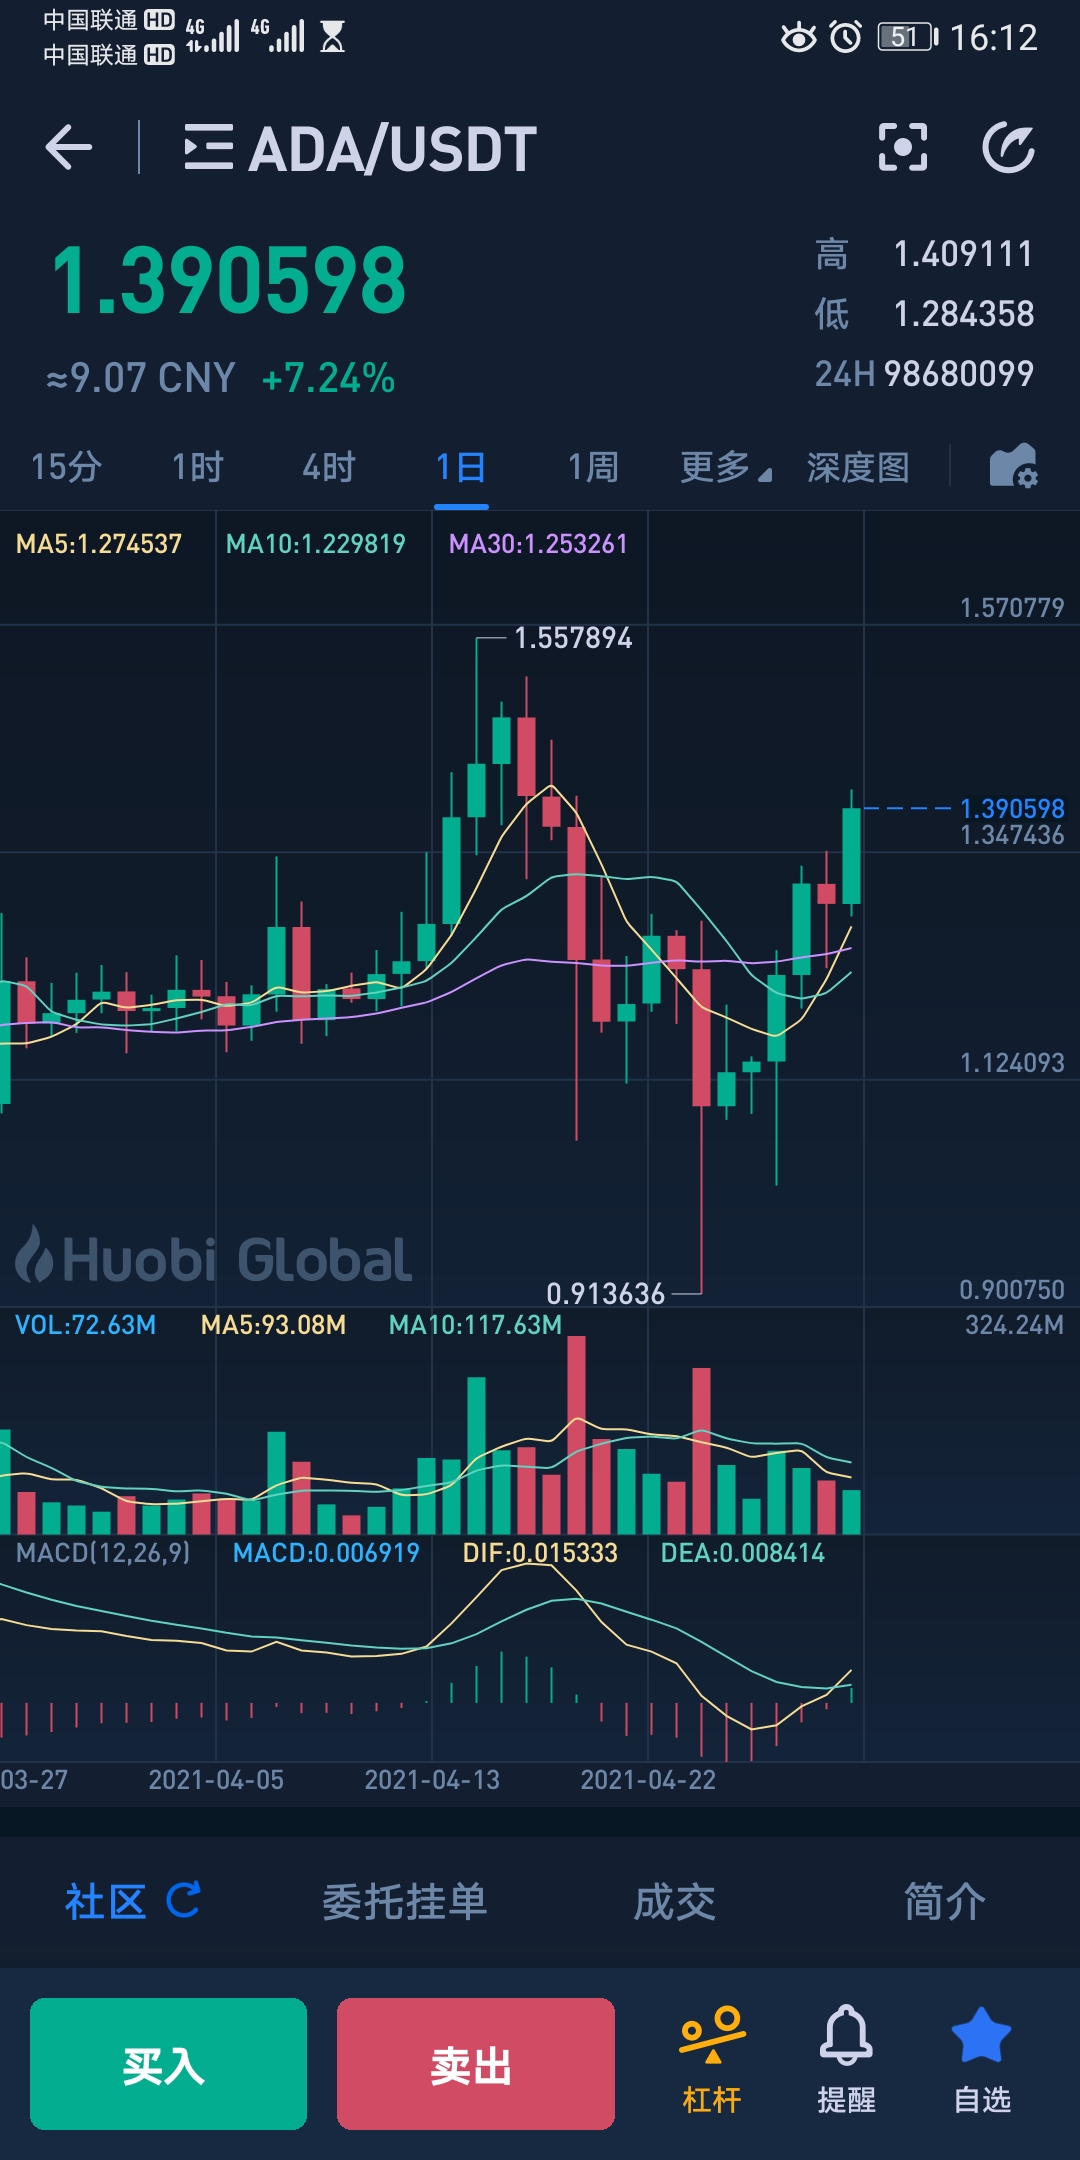 中国联通 HD 4G 4G 51 16:12
中国联通 HD
ADA/USDT
1.390598
高 1.409111
低 1.284358
≈9.07 CNY +7.24%
24H 98680099
15分 1时 4时 1日 1周 更多 深度图
MA5:1.274537 MA10:1.229819 MA30:1.253261
1.570779
1.557894
1.390598
1.347436
1.124093
Huobi Global
0.913636
0.900750
VOL:72.63M MA5:93.08M MA10:117.63M 324.24M
MACD(12,26,9) MACD:0.006919 DIF:0.015333 DEA:0.008414
03-27 2021-04-05 2021-04-13 2021-04-22
社区 委托挂单 成交 简介
买入 卖出 杠杆 提醒 自选